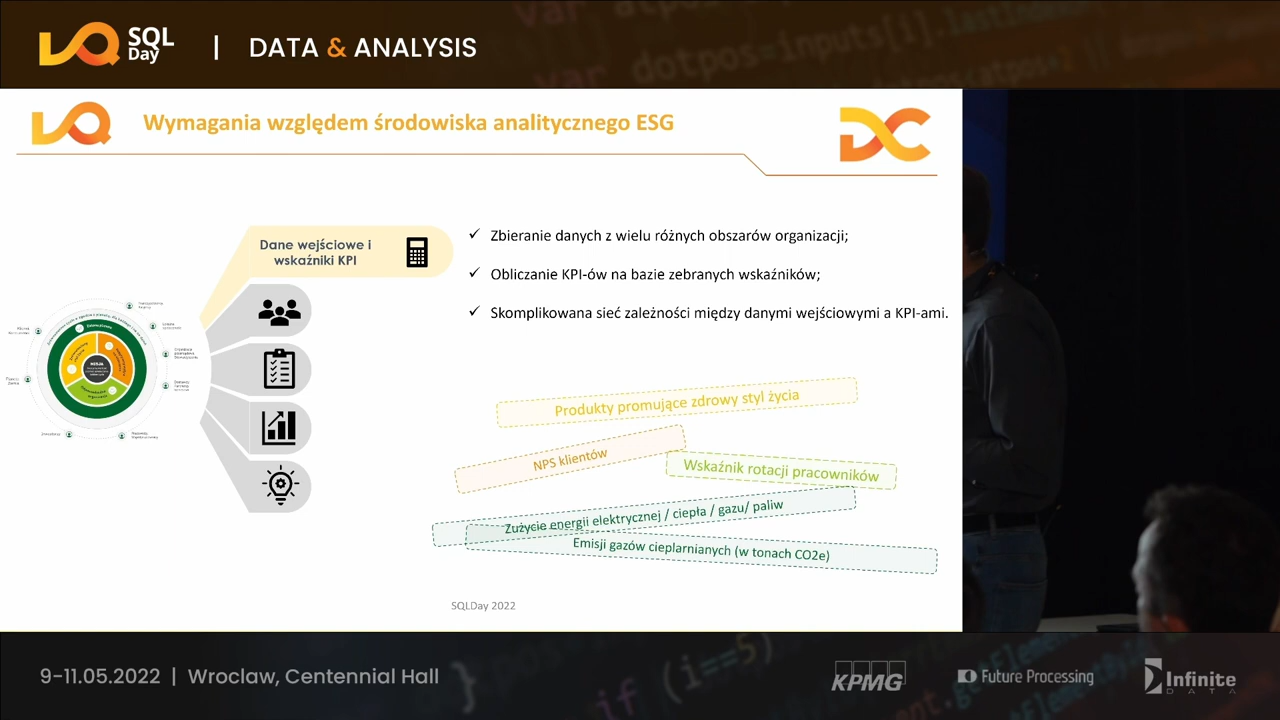 SQL
Day
| DATA & ANALYSIS
Wymagania względem środowiska analitycznego ESG
Dane wejściowe i
wskaźniki KPI
Zbieranie danych z wielu różnych obszarów organizacji;
Obliczanie KPI-ów na bazie zebranych wskaźników;
Skomplikowana sieć zależności między danymi wejściowymi a KPI-ami.
Produkty promujące zdrowy styl życia
NPS klientów
Wskaźnik rotacji pracowników
Zużycie energii elektrycznej / ciepła / gazu/ paliw
Emisji gazów cieplarnianych (w tonach CO2e)
SQLDay 2022
9-11.05.2022 | Wroclaw, Centennial Hall
KPMG
Future Processing
Infinite
DATA